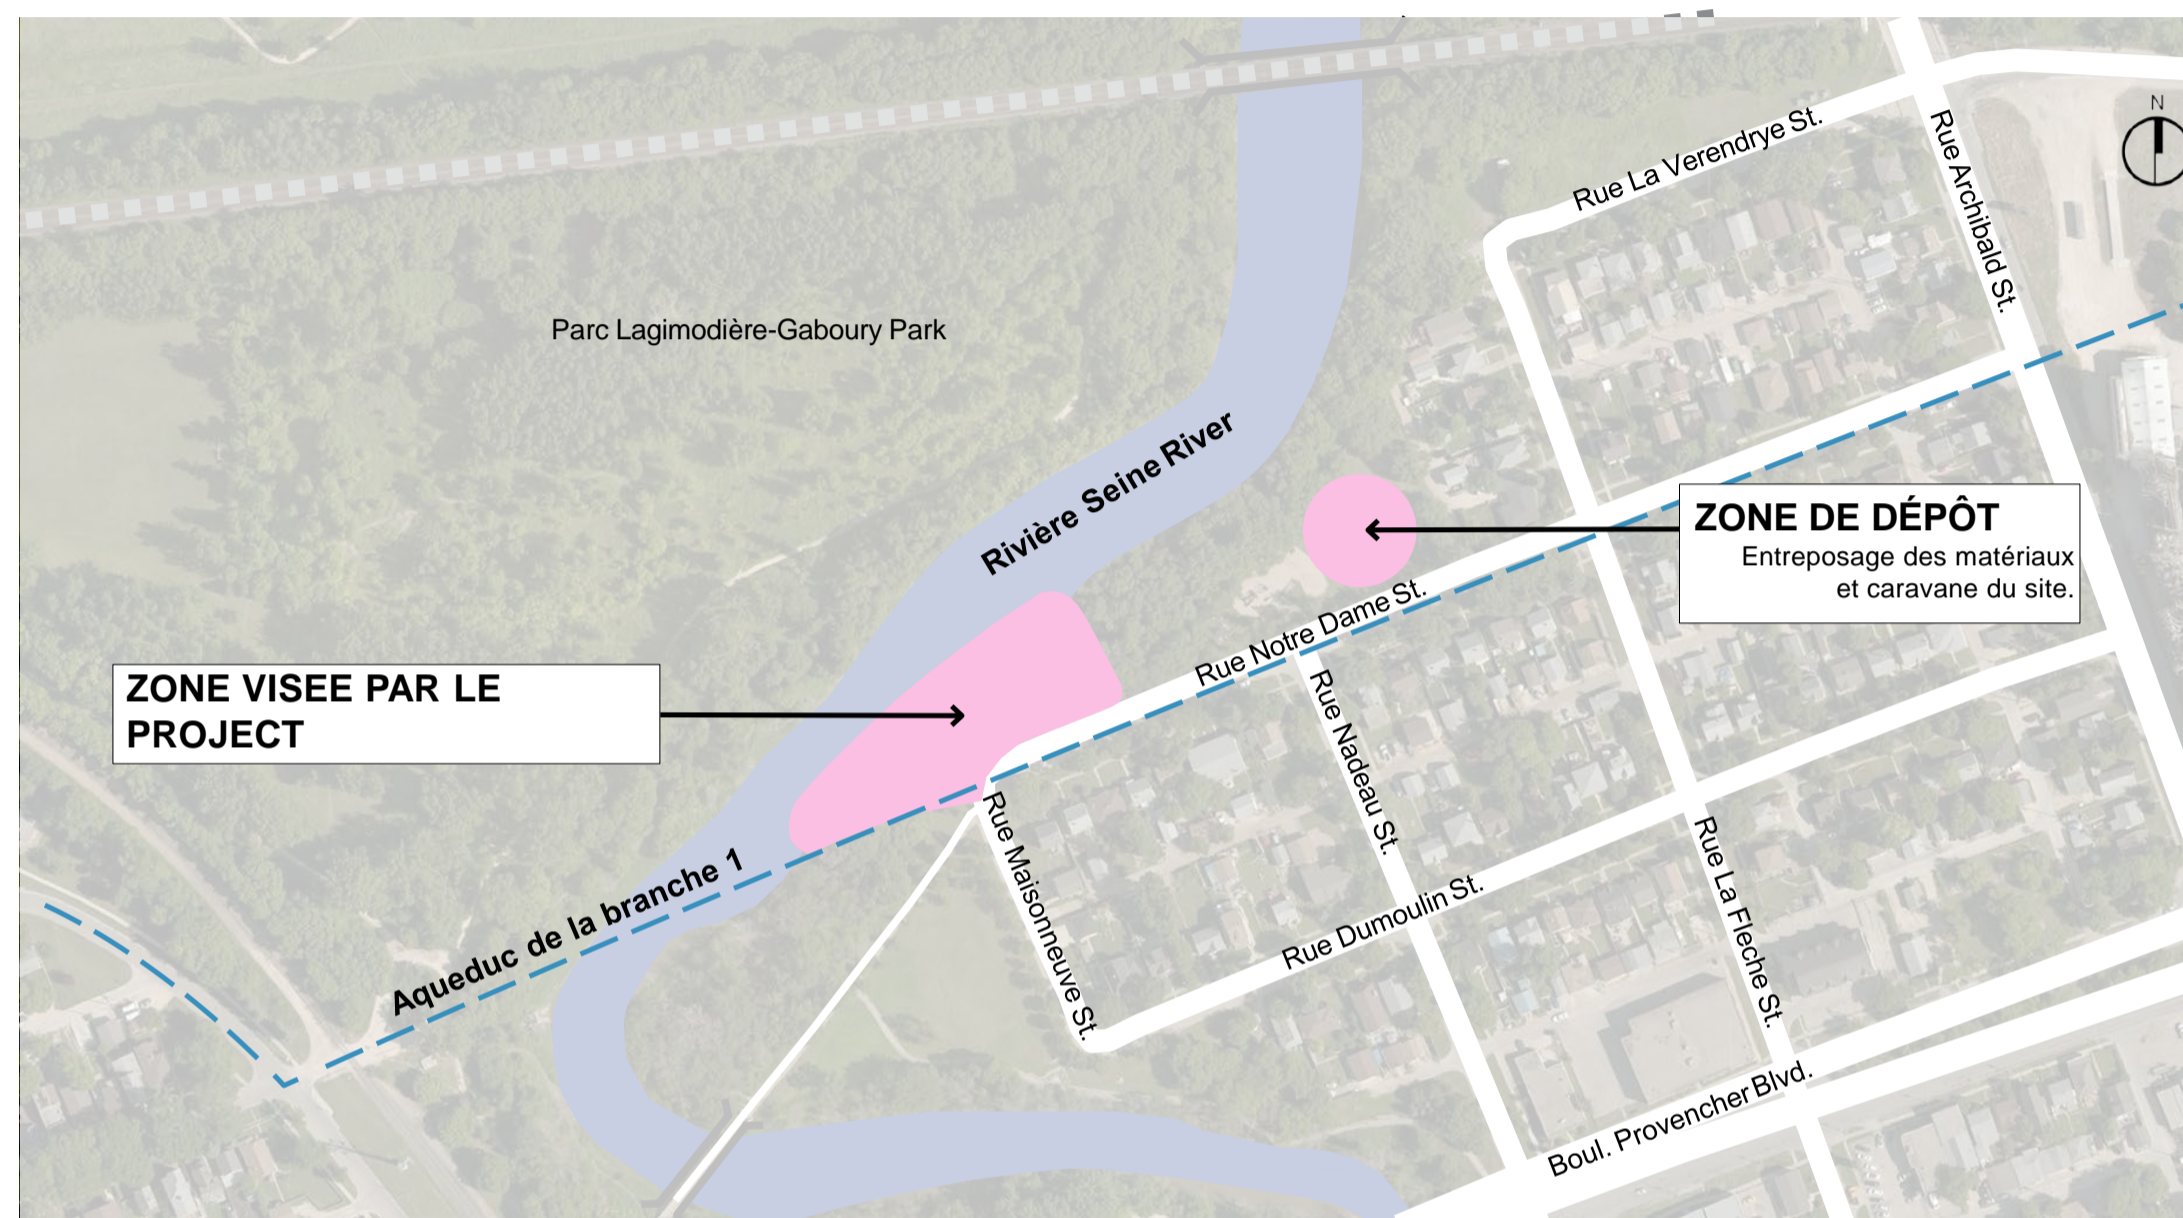 N
Rue La Verendrye St.
Rue Archibald St.
Parc Lagimodière-Gaboury Park
Rivière Seine River
ZONE DE DÉPÔT
Entreposage des matériaux
et caravane du site.
Rue Notre Dame St.
ZONE VISEE PAR LE
PROJECT
Rue Nadeau St.
Rue Maisonneuve St.
Aqueduc de la branche 1
Rue Dumoulin St.
Rue La Fleche St.
Boul. Provencher Blvd.